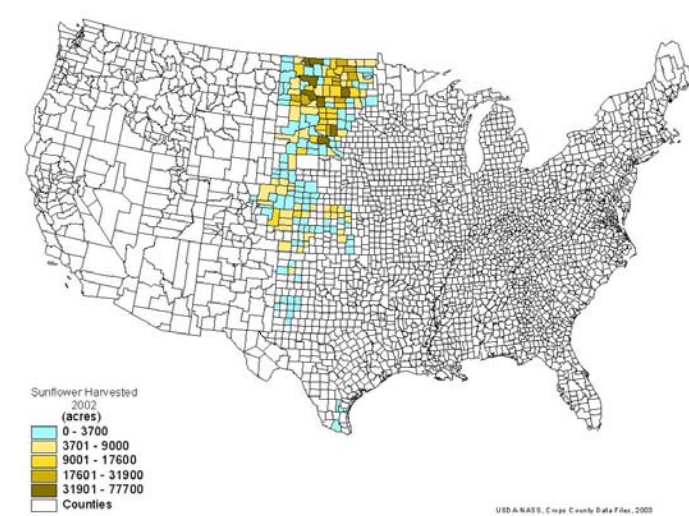 Sunflower Harvested
2002
(acres)
0 - 3700
3701 - 9000
9001 - 17600
17601 - 31900
31901 - 77700
Counties
USDA-NASS, Crops County Data Files, 2003